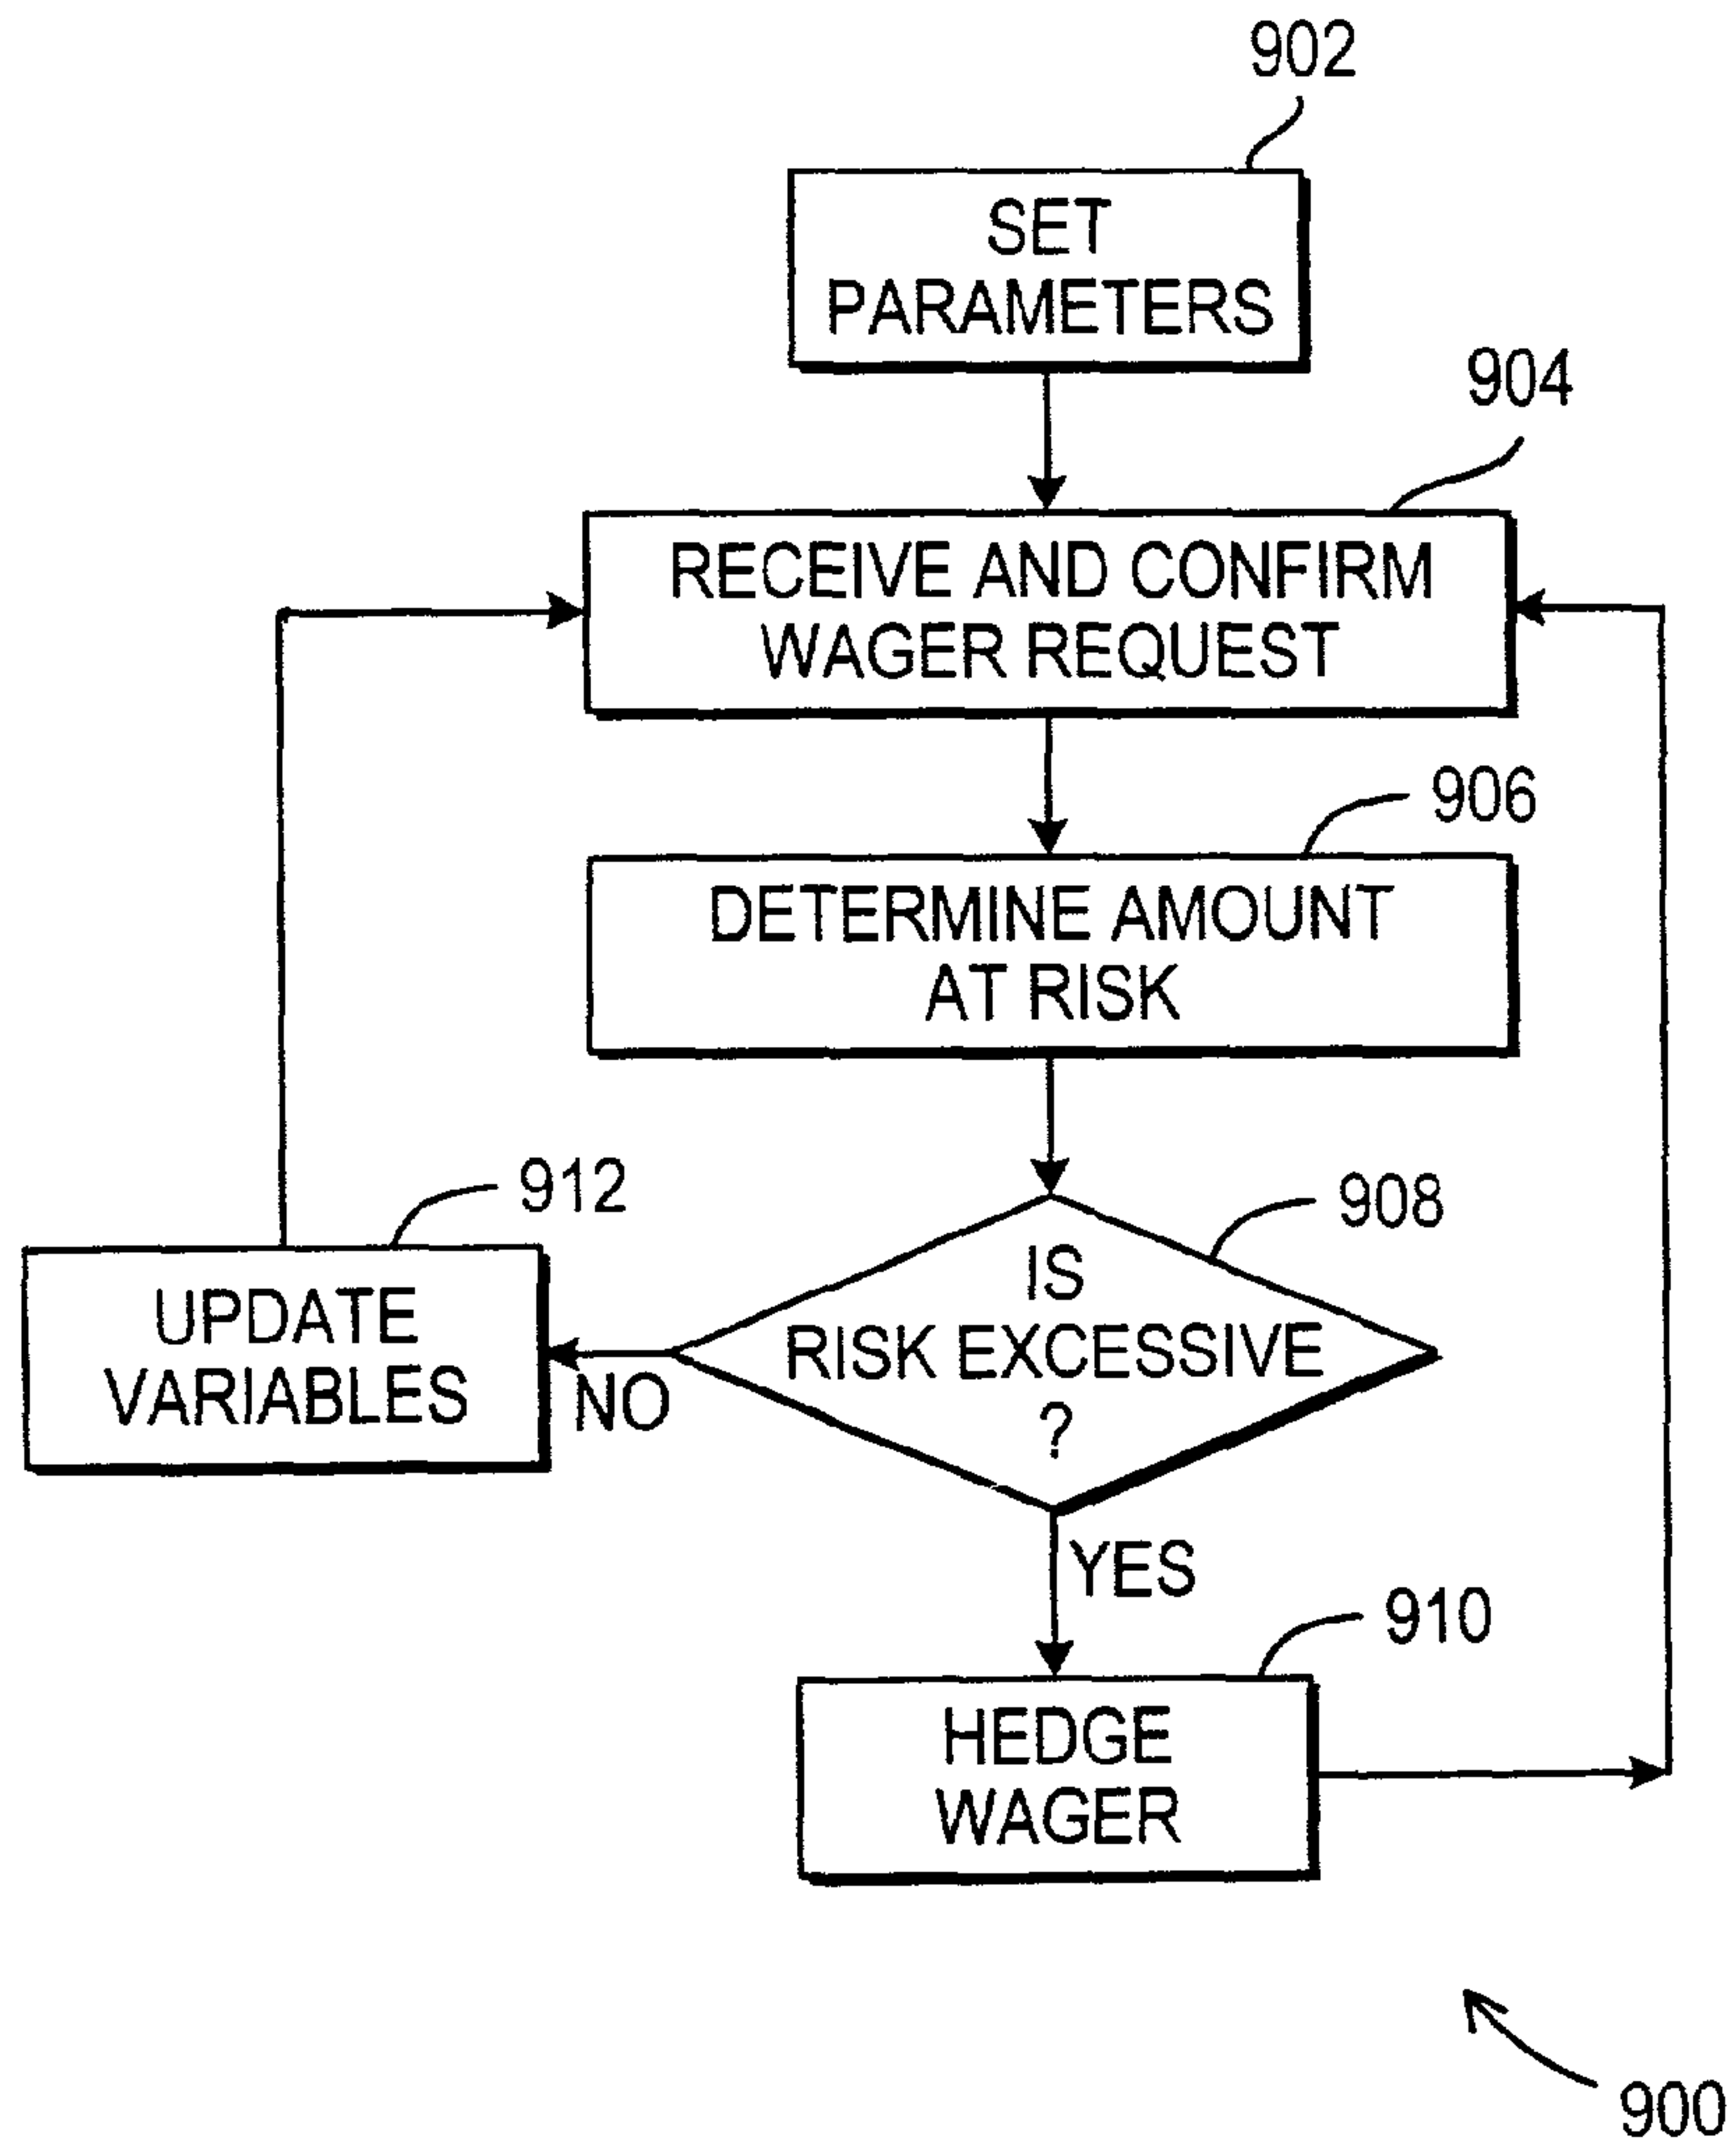 902
SET
PARAMETERS
904
RECEIVE AND CONFIRM
WAGER REQUEST
906
DETERMINE AMOUNT
AT RISK
912
908
UPDATE
VARIABLES
IS
RISK EXCESSIVE
?
NO
YES
910
HEDGE
WAGER
900